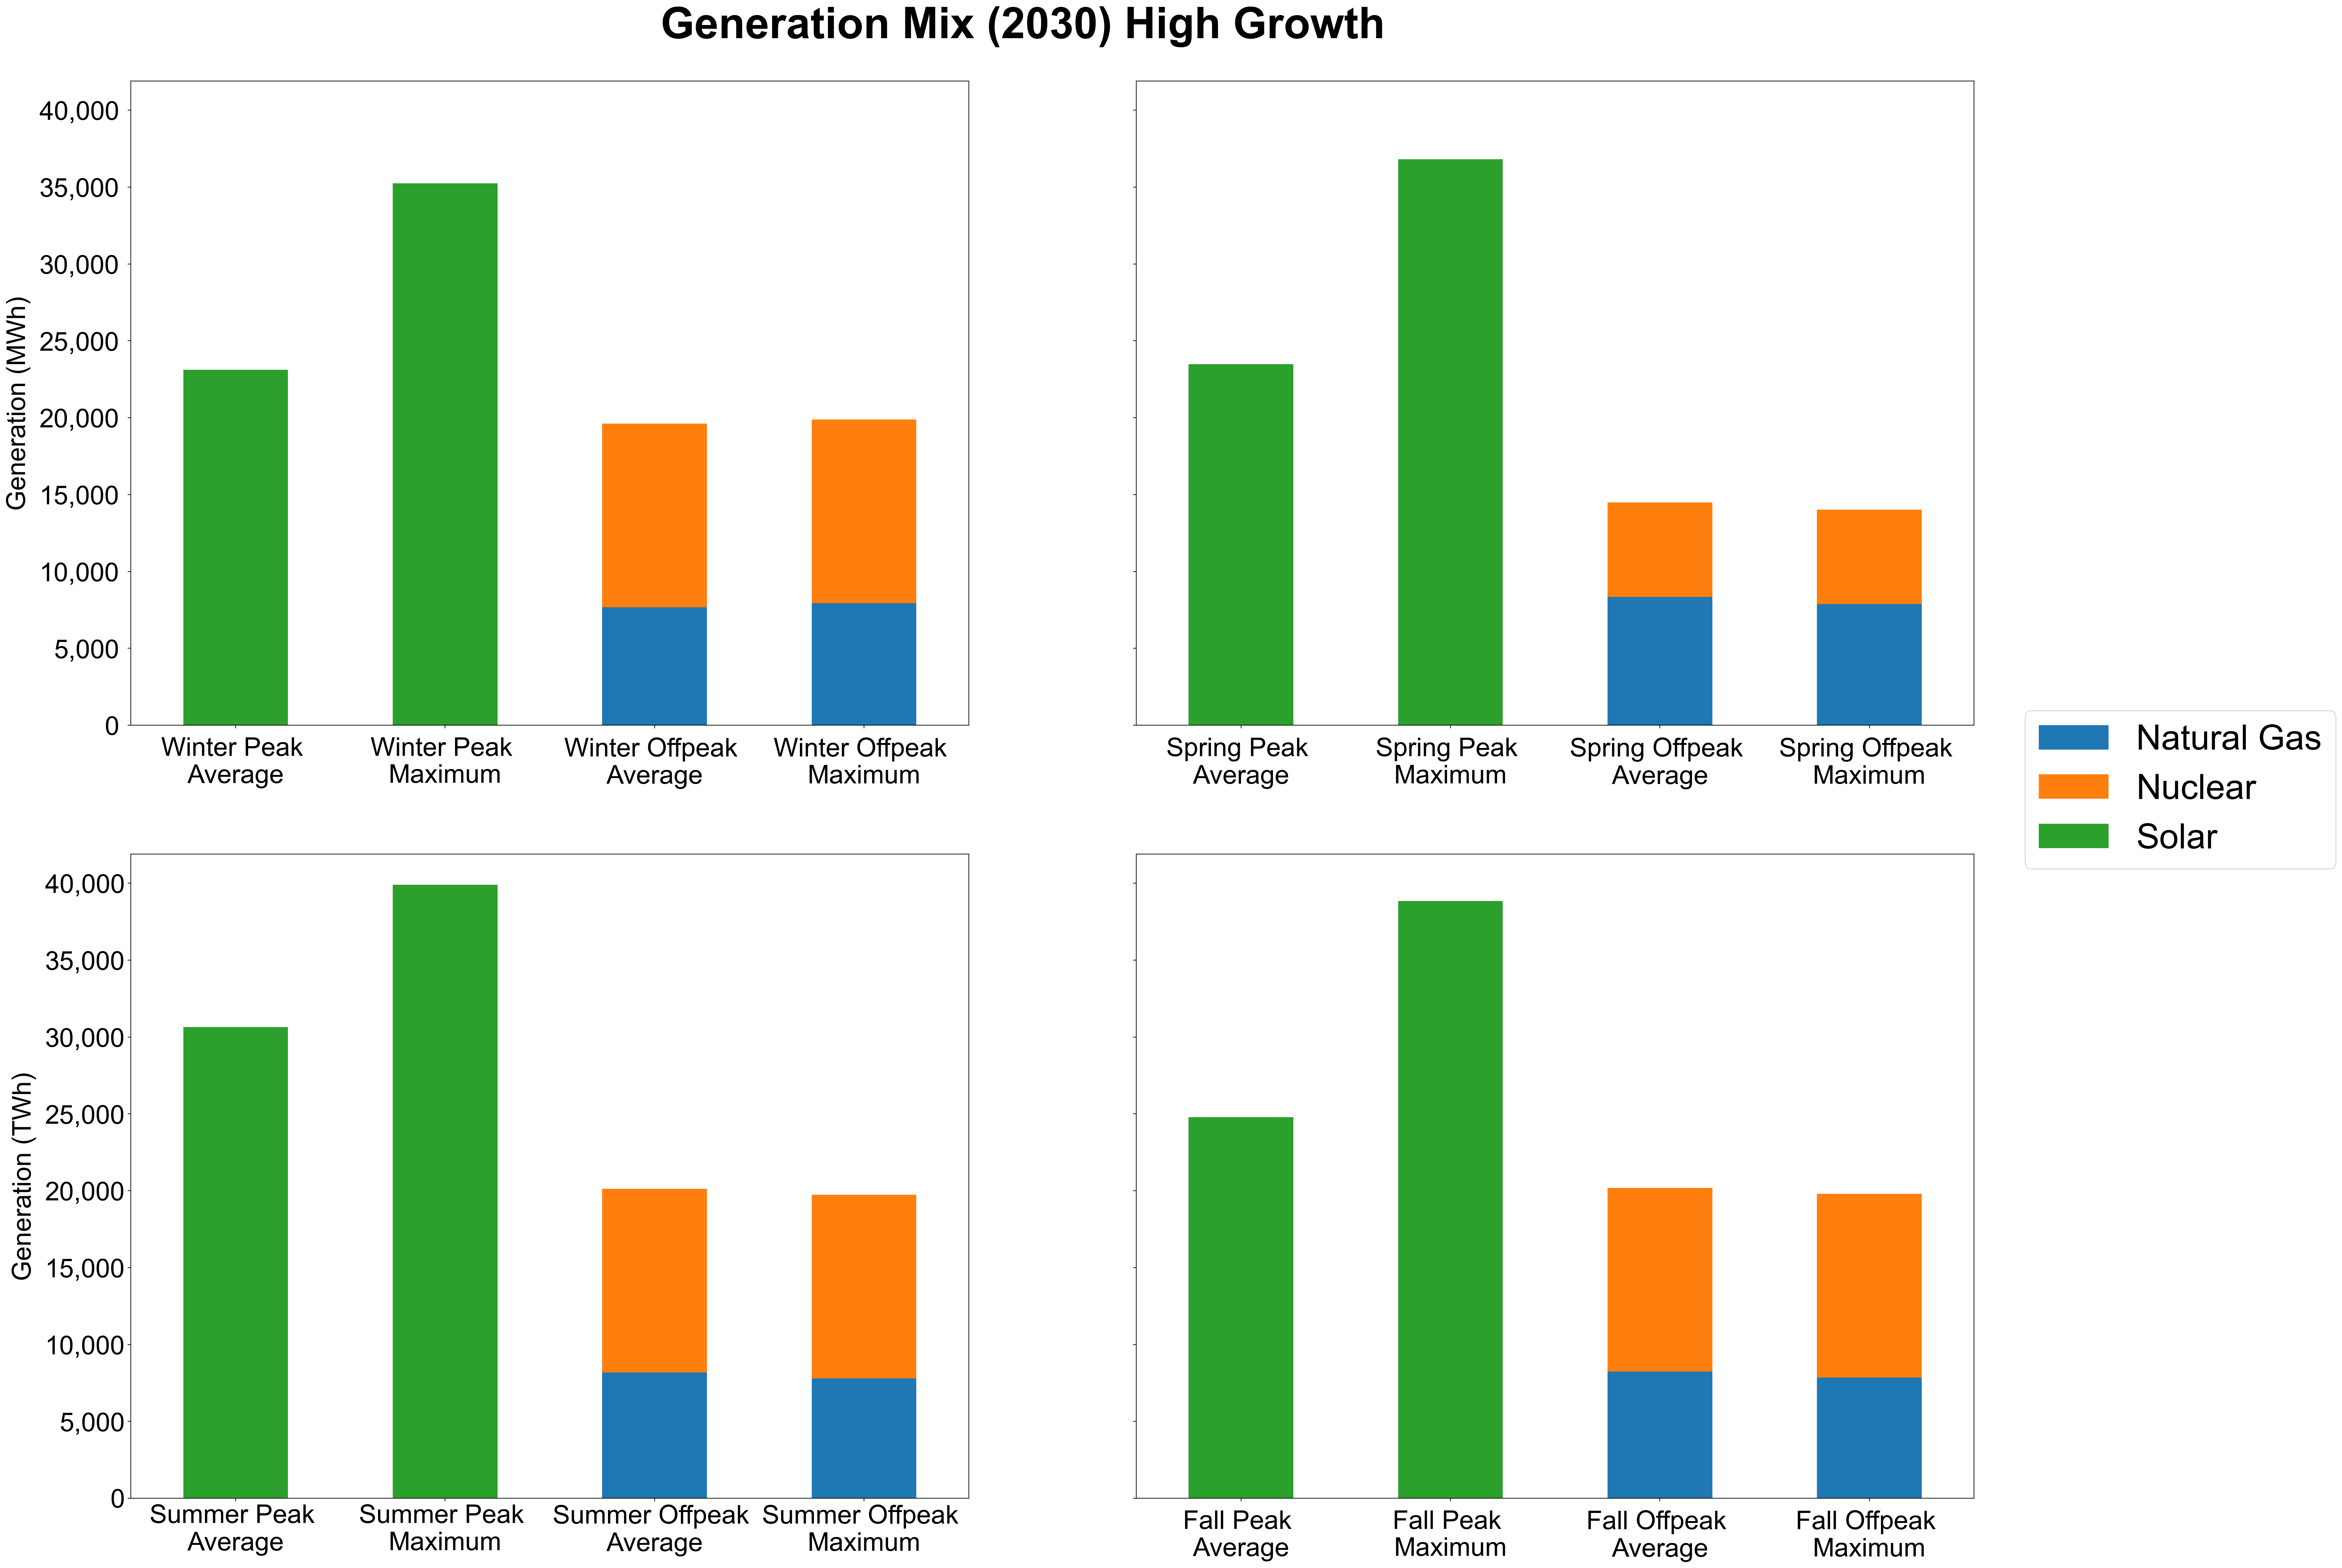 Generation Mix (2030) High Growth
Generation (MWh)
40,000
35,000
30,000
25,000
20,000
15,000
10,000
5,000
0
Winter Peak
Average
Winter Peak
Maximum
Winter Offpeak
Average
Winter Offpeak
Maximum
Spring Peak
Average
Spring Peak
Maximum
Spring Offpeak
Average
Spring Offpeak
Maximum
Natural Gas
Nuclear
Solar
Generation (TWh)
40,000
35,000
30,000
25,000
20,000
15,000
10,000
5,000
0
Summer Peak
Average
Summer Peak
Maximum
Summer Offpeak
Average
Summer Offpeak
Maximum
Fall Peak
Average
Fall Peak
Maximum
Fall Offpeak
Average
Fall Offpeak
Maximum